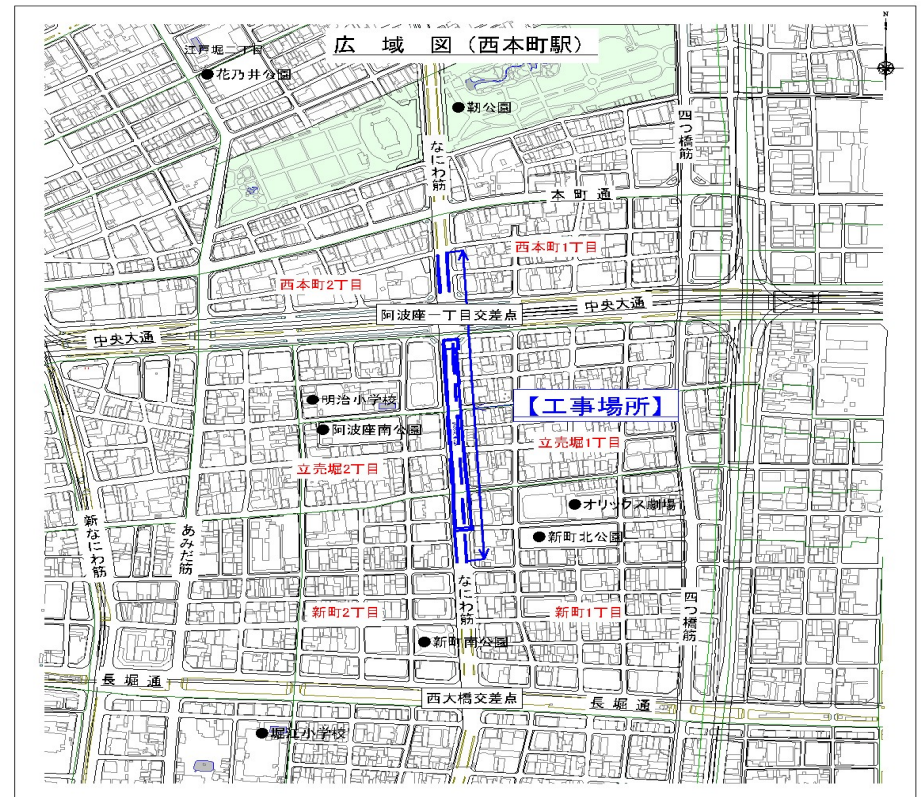 N
広 域 図（西本町駅）
江戸堀二丁目
●花乃井公園
●靭公園
四つ橋筋
なにわ筋
本町通
西本町1丁目
西本町2丁目
中央大通
阿波座一丁目交差点
中央大通
●明治小学校
【工事場所】
●阿波座南公園
立売堀1丁目
立売堀2丁目
●オリックス劇場
新なにわ筋
あみだ筋
●新町北公園
なにわ筋
四つ橋筋
新町2丁目
新町1丁目
●新町南公園
長堀通
西大橋交差点
長堀通
●堀江小学校